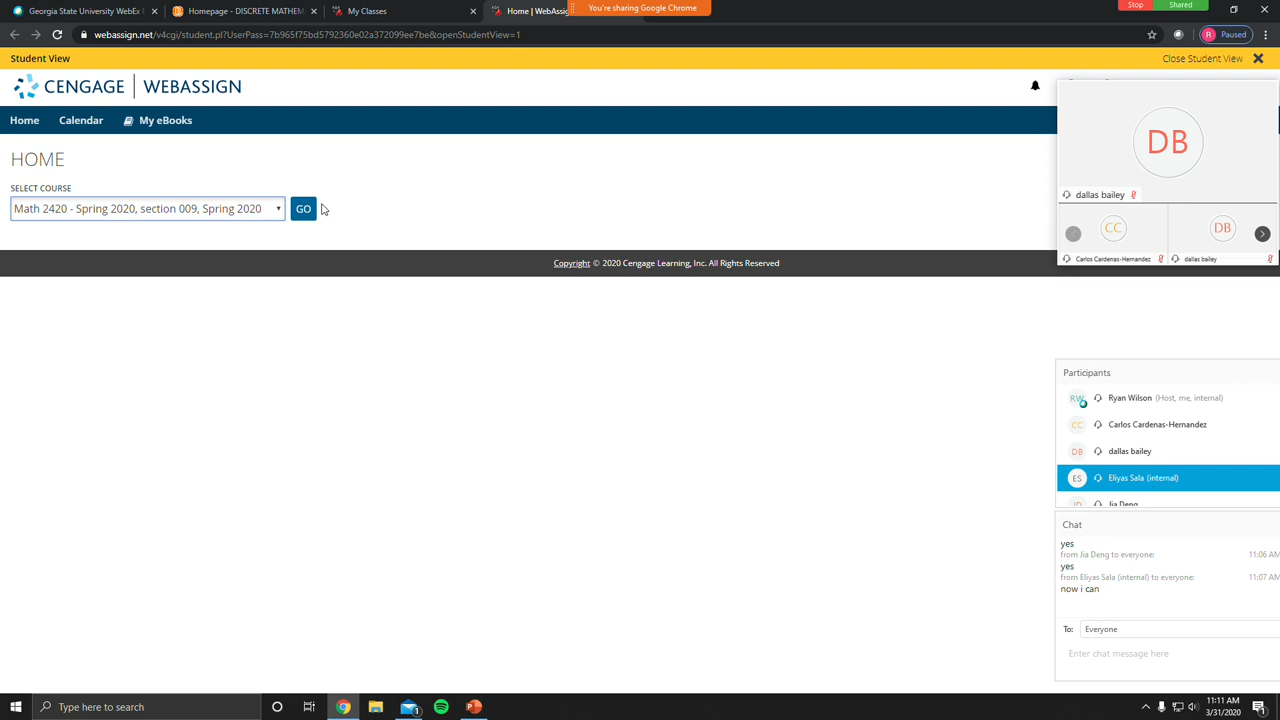 Georgia State University WebEx
Homepage - DISCRETE MATHEM
My Classes
Home | WebAssig
You're sharing Google Chrome
Stop
Shared
webassign.net/v4cgi/student.pl?UserPass=7b965f75bd5792360e02a372099ee7be&openStudentView=1
R
Paused
Student View
Close Student View
CENGAGE | WEBASSIGN
Home
Calendar
My eBooks
HOME
SELECT COURSE
Math 2420 - Spring 2020, section 009, Spring 2020
GO
Copyright © 2020 Cengage Learning, Inc. All Rights Reserved
DB
dallas bailey
CC
DB
Carlos Cardenas-Hernandez
dallas bailey
Participants
RW Ryan Wilson (Host, me, internal)
CC Carlos Cardenas-Hernandez
DB dallas bailey
ES Eliyas Sala (internal)
JD Jia Deng
Chat
yes
from Jia Deng to everyone: 11:06 AM
yes
from Eliyas Sala (internal) to everyone: 11:07 AM
now i can
To: Everyone
Enter chat message here
Type here to search
1
11:11 AM
3/31/2020
1